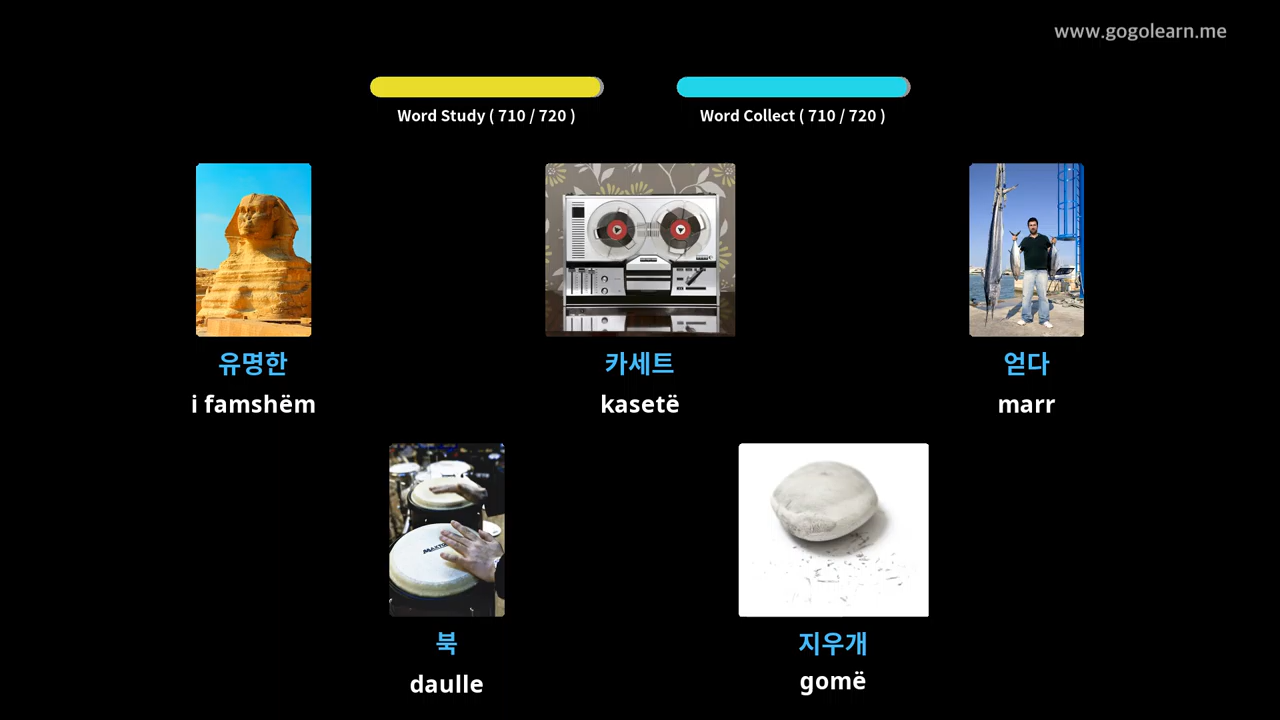 www.gogolearn.me
Word Study ( 710 / 720 )
Word Collect ( 710 / 720 )
유명한
i famshëm
카세트
kasetë
얻다
marr
북
daulle
지우개
gomë